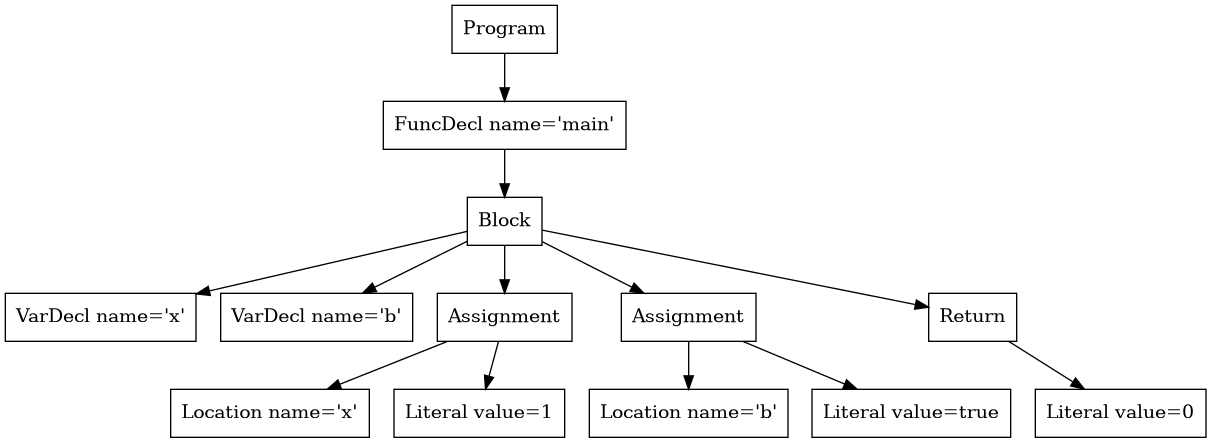 Program
FuncDecl name='main'
Block
VarDecl name='x'
VarDecl name='b'
Assignment
Assignment
Return
Location name='x'
Literal value=1
Location name='b'
Literal value=true
Literal value=0